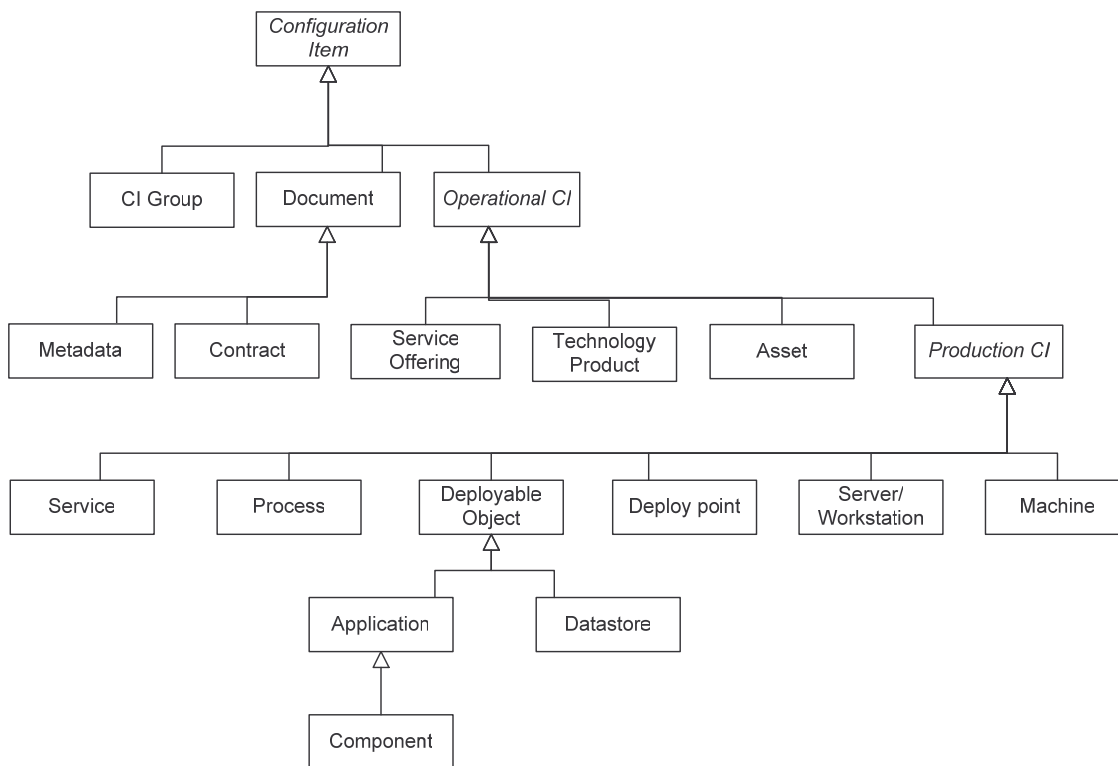 Configuration
Item
CI Group
Document
Operational CI
Metadata
Contract
Service
Offering
Technology
Product
Asset
Production CI
Service
Process
Deployable
Object
Deploy point
Server/
Workstation
Machine
Application
Datastore
Component